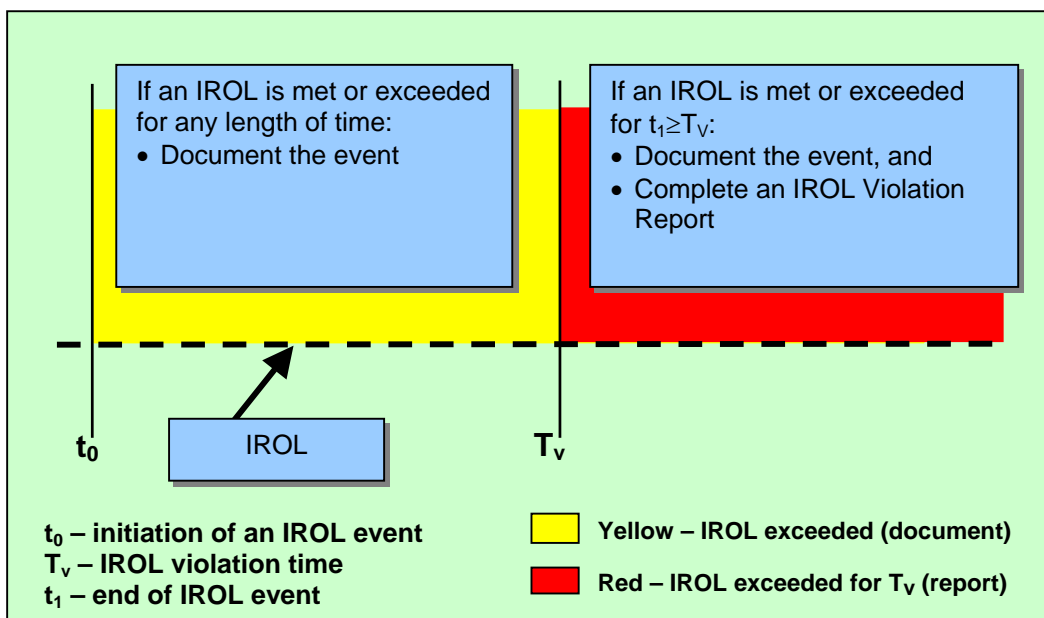 If an IROL is met or exceeded
for any length of time:
• Document the event
If an IROL is met or exceeded
for t₁≥Tᵥ:
• Document the event, and
• Complete an IROL Violation
Report
IROL
t₀
Tᵥ
t₀ – initiation of an IROL event
Tᵥ – IROL violation time
t₁ – end of IROL event
Yellow – IROL exceeded (document)
Red – IROL exceeded for Tᵥ (report)